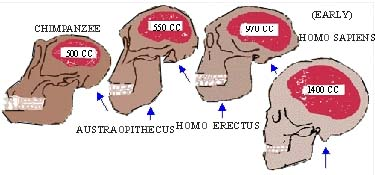 CHIMPANZEE
500 CC
550 CC
AUSTRAOPITHECUS
970 CC
HOMO ERECTUS
(EARLY)
HOMO SAPIENS
1400 CC